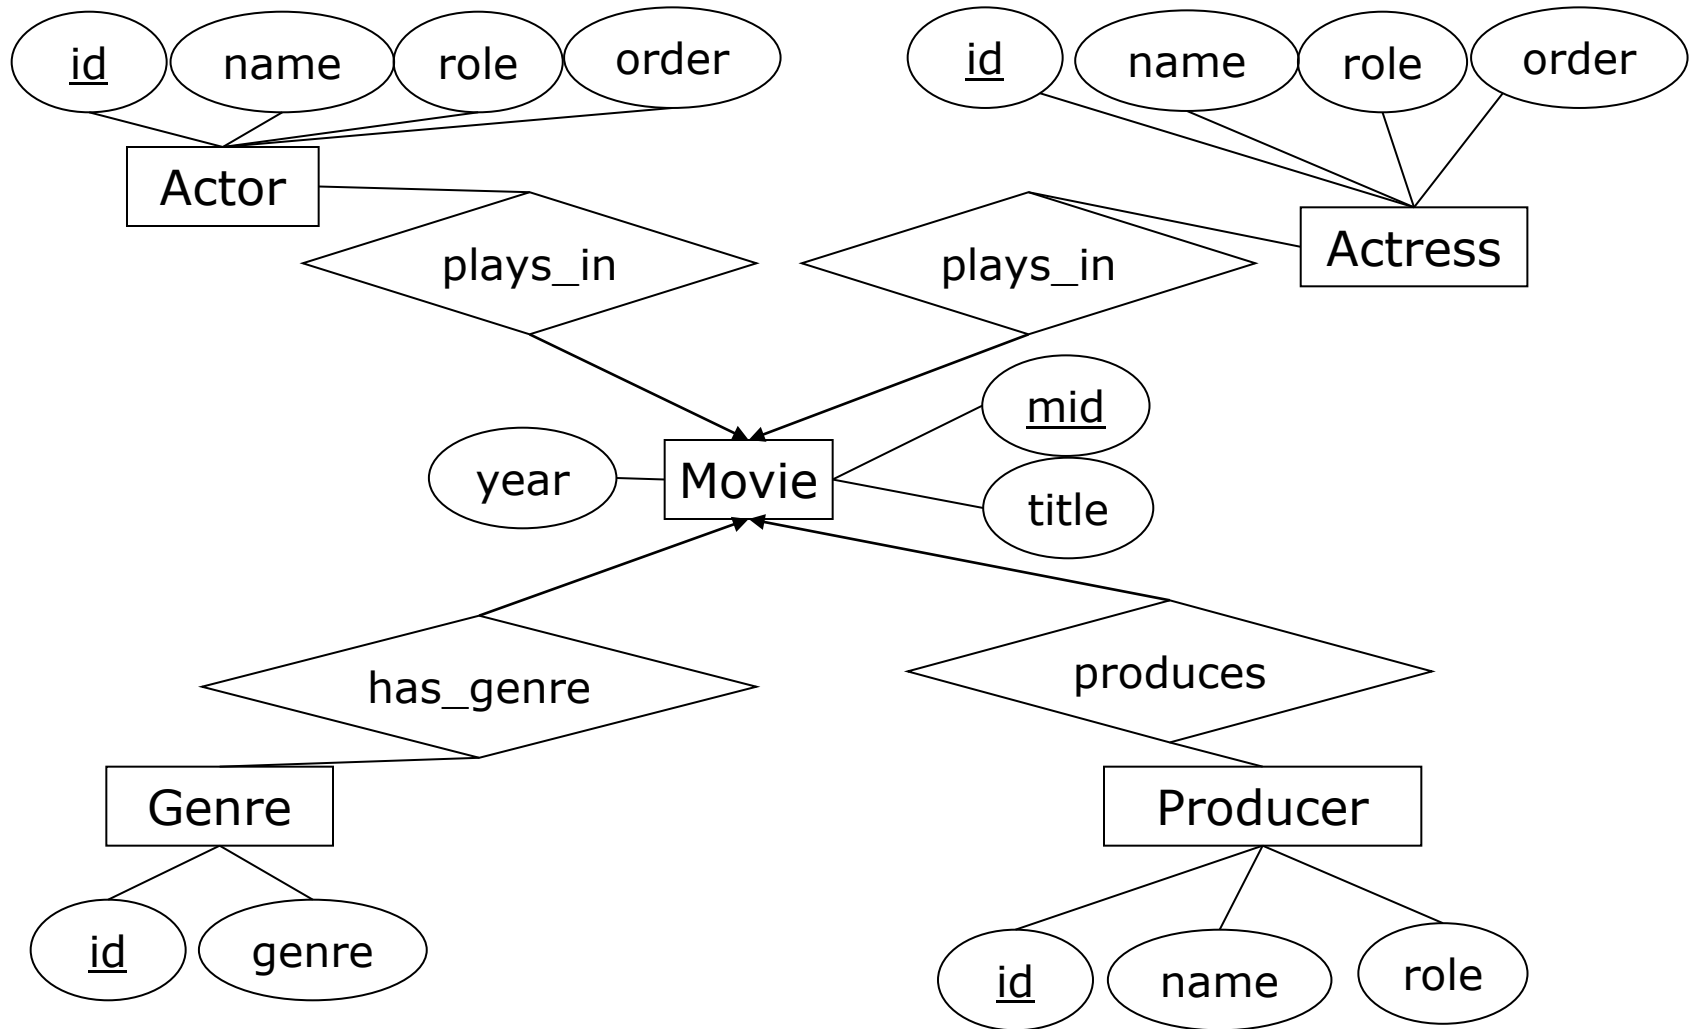 id
name
role
order
id
name
role
order
Actor
Actress
plays_in
plays_in
mid
year
Movie
title
has_genre
produces
Genre
Producer
id
genre
id
name
role